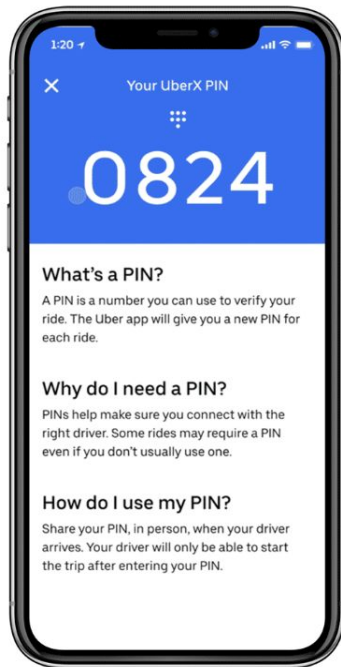 1:20
Your UberX PIN
0824
What's a PIN?
A PIN is a number you can use to verify your
ride. The Uber app will give you a new PIN for
each ride.
Why do I need a PIN?
PINs help make sure you connect with the
right driver. Some rides may require a PIN
even if you don't usually use one.
How do I use my PIN?
Share your PIN, in person, when your driver
arrives. Your driver will only be able to start
the trip after entering your PIN.